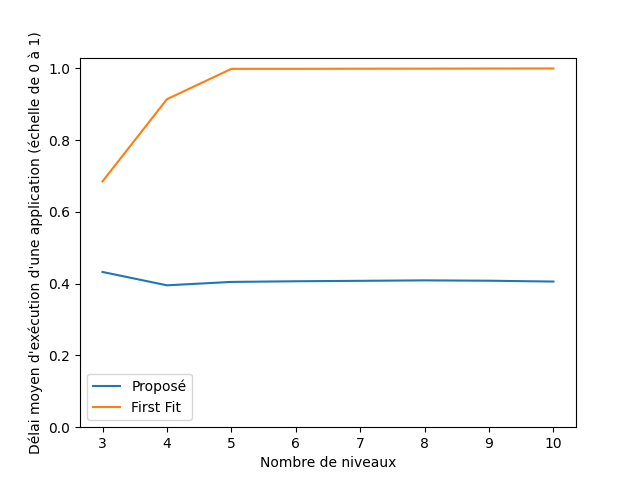 Délai moyen d'exécution d'une application (échelle de 0 à 1)
1.0
0.8
0.6
0.4
0.2
0.0
Proposé
First Fit
3 4 5 6 7 8 9 10
Nombre de niveaux